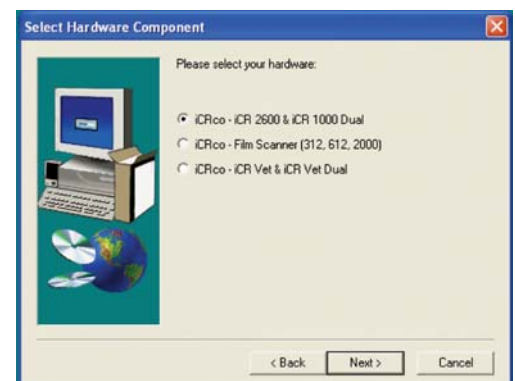 Select Hardware Component
Please select your hardware:
iCRco - iCR 2600 & iCR 1000 Dual
iCRco - Film Scanner (312, 612, 2000)
iCRco - iCR Vet & iCR Vet Dual
< Back Next > Cancel